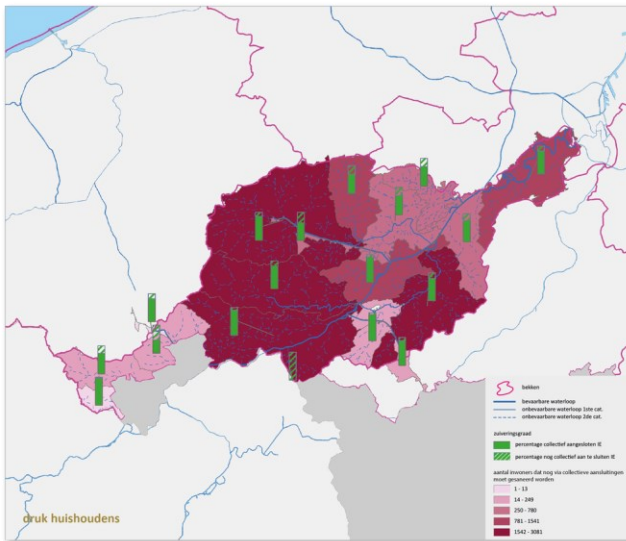 bekken
bevaarbare waterloop
onbevaarbare waterloop 1ste cat.
onbevaarbare waterloop 2de cat.
zuiveringsgraad
percentage collectief aangesloten IE
percentage nog collectief aan te sluiten IE
aantal inwoners dat nog via collectieve aansluitingen
moet gesaneerd worden
1 - 13
14 - 249
250 - 780
781 - 1541
1542 - 3081
druk huishoudens